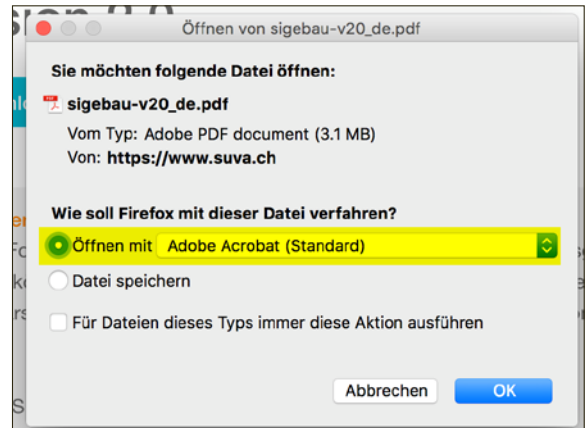 Öffnen von sigebau-v20_de.pdf
Sie möchten folgende Datei öffnen:
sigebau-v20_de.pdf
Vom Typ: Adobe PDF document (3.1 MB)
Von: https://www.suva.ch
Wie soll Firefox mit dieser Datei verfahren?
Öffnen mit Adobe Acrobat (Standard)
Datei speichern
Für Dateien dieses Typs immer diese Aktion ausführen
Abbrechen OK